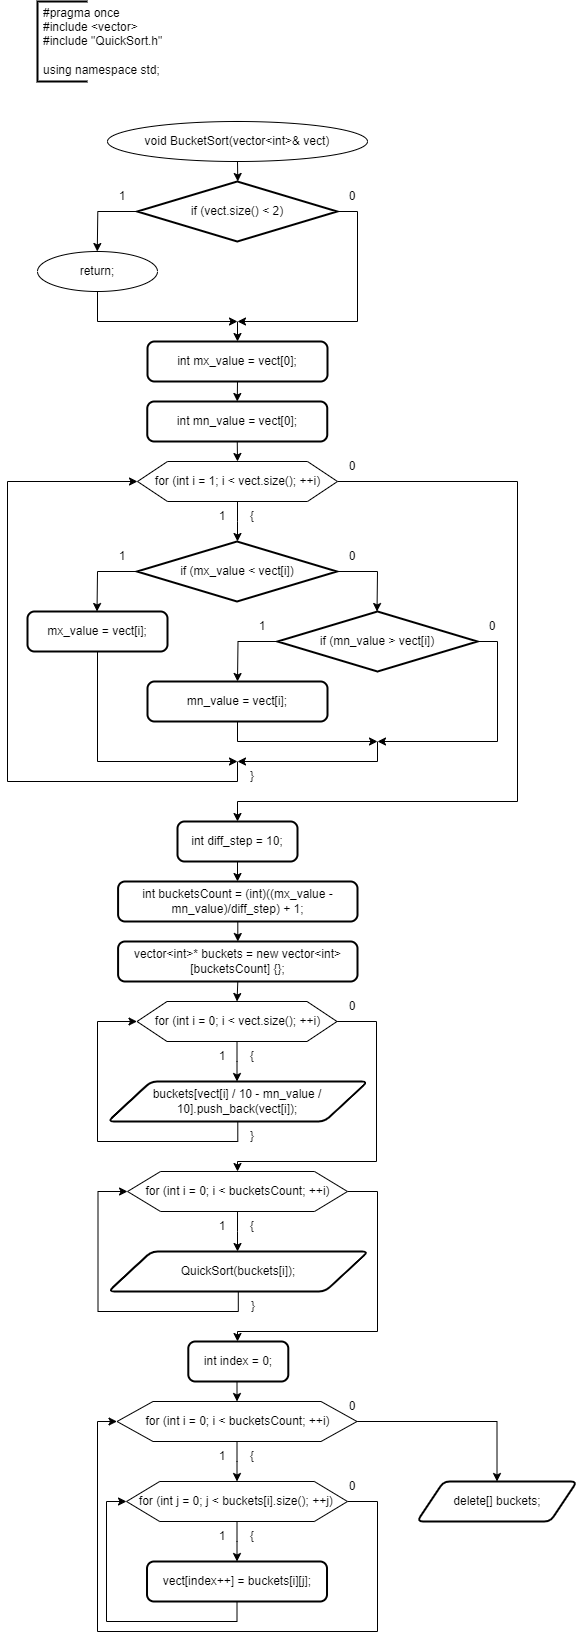 #pragma once
#include <vector>
#include "QuickSort.h"
using namespace std;
void BucketSort(vector<int>& vect)
1
0
if (vect.size() < 2)
return;
int mx_value = vect[0];
int mn_value = vect[0];
0
for (int i = 1; i < vect.size(); ++i)
1 {
1
0
if (mx_value < vect[i])
mx_value = vect[i];
1
0
if (mn_value > vect[i])
mn_value = vect[i];
}
int diff_step = 10;
int bucketsCount = (int)((mx_value -
mn_value)/diff_step) + 1;
vector<int>* buckets = new vector<int>
[bucketsCount] {};
0
for (int i = 0; i < vect.size(); ++i)
1 {
buckets[vect[i] / 10 - mn_value /
10].push_back(vect[i]);
}
0
for (int i = 0; i < bucketsCount; ++i)
1 {
QuickSort(buckets[i]);
}
int index = 0;
0
for (int i = 0; i < bucketsCount; ++i)
1 {
0
for (int j = 0; j < buckets[i].size(); ++j)
delete[] buckets;
1 {
vect[index++] = buckets[i][j];